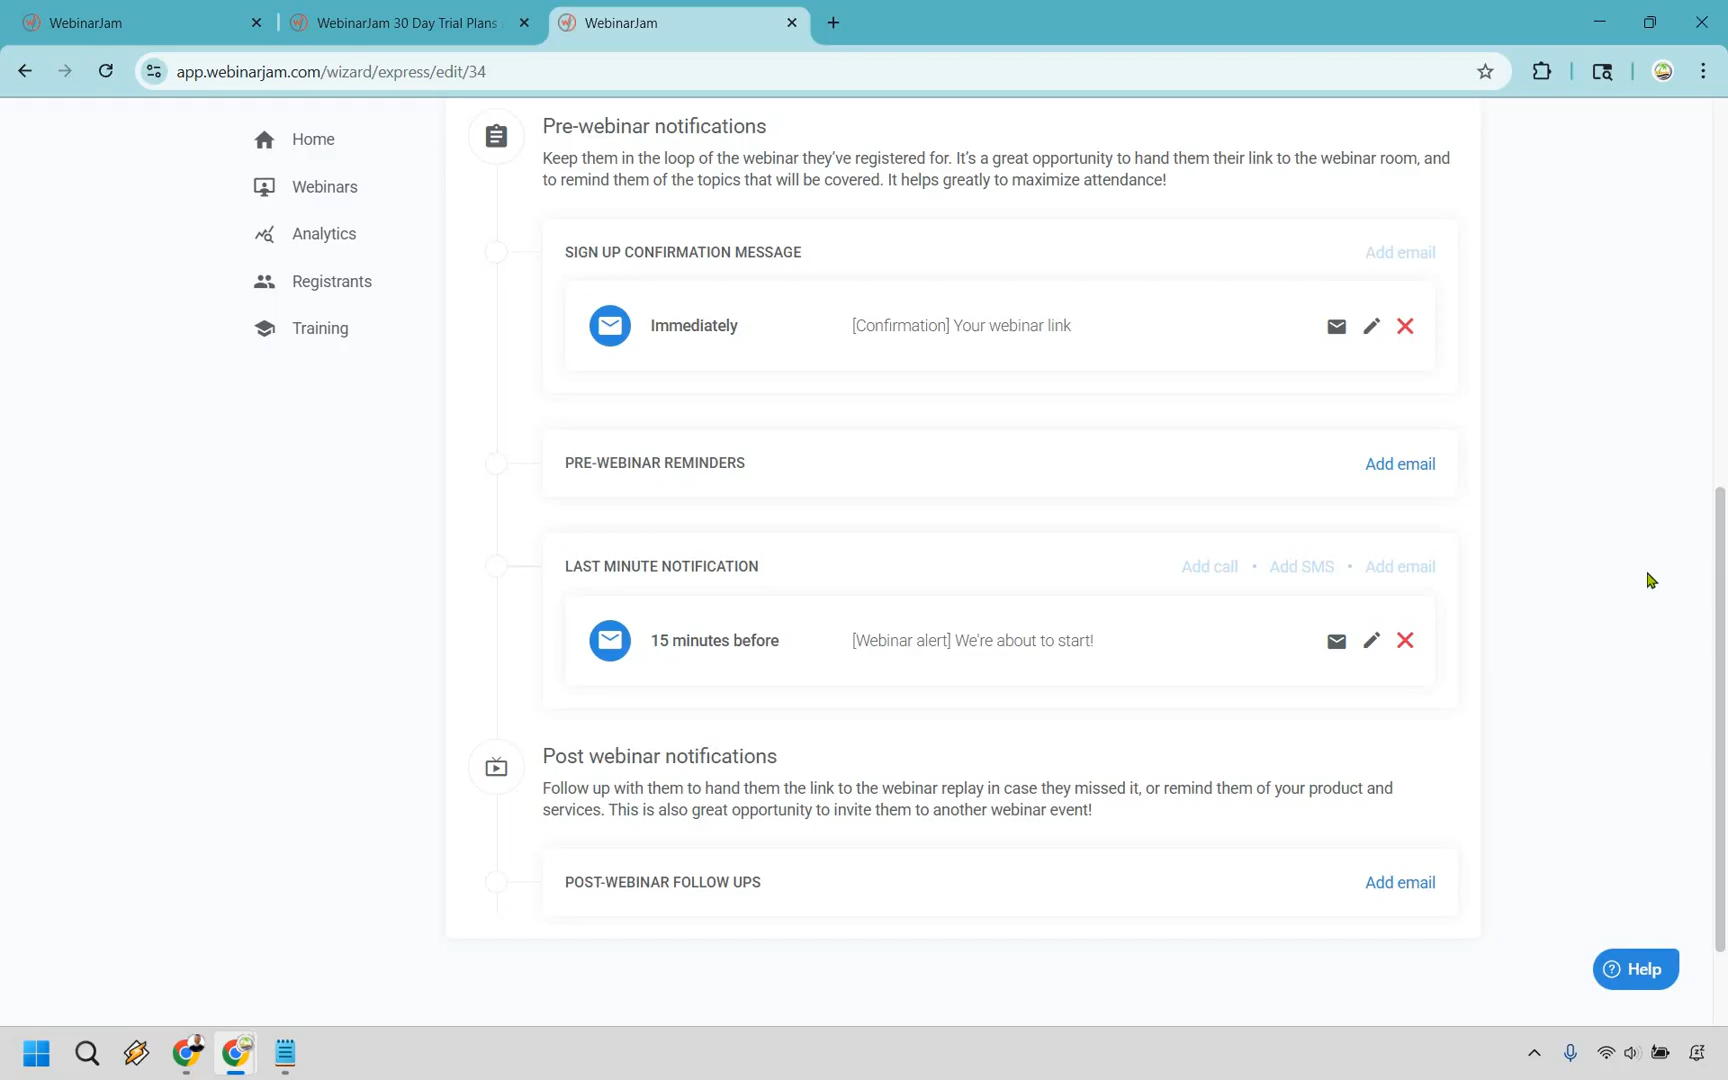 WebinarJam
WebinarJam 30 Day Trial Plans
WebinarJam
app.webinarjam.com/wizard/express/edit/34
Home
Webinars
Analytics
Registrants
Training
Pre-webinar notifications
Keep them in the loop of the webinar they've registered for. It's a great opportunity to hand them their link to the webinar room, and
to remind them of the topics that will be covered. It helps greatly to maximize attendance!
SIGN UP CONFIRMATION MESSAGE
Add email
Immediately
[Confirmation] Your webinar link
PRE-WEBINAR REMINDERS
Add email
LAST MINUTE NOTIFICATION
Add call • Add SMS • Add email
15 minutes before
[Webinar alert] We're about to start!
Post webinar notifications
Follow up with them to hand them the link to the webinar replay in case they missed it, or remind them of your product and
services. This is also great opportunity to invite them to another webinar event!
POST-WEBINAR FOLLOW UPS
Add email
Help